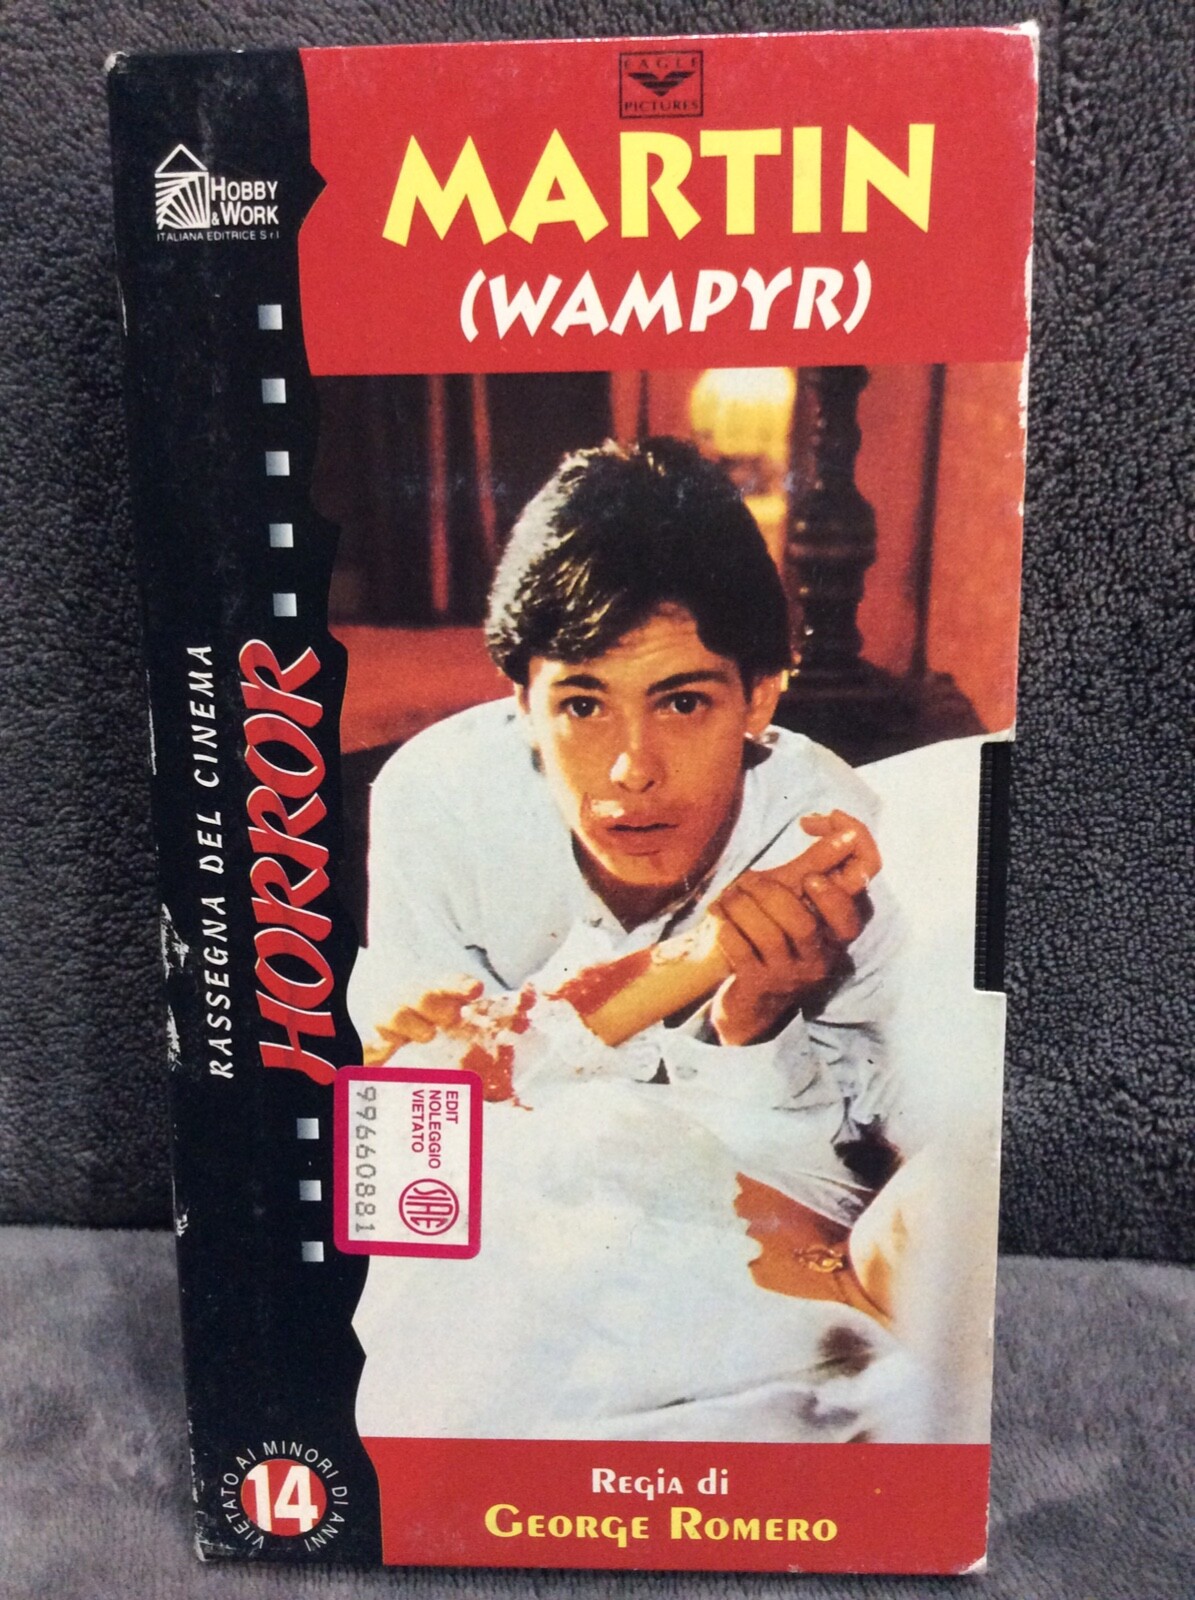 EAGLE
PICTURES
MARTIN
(WAMPYR)
HOBBY
& WORK
ITALIANA EDITRICE S.r.l
RASSEGNA DEL CINEMA
HORROR
EDIT
NOLEGGIO
VIETATO
SIAE
99660881
VIETATO AI MINORI DI ANNI
14
Regia di
George Romero